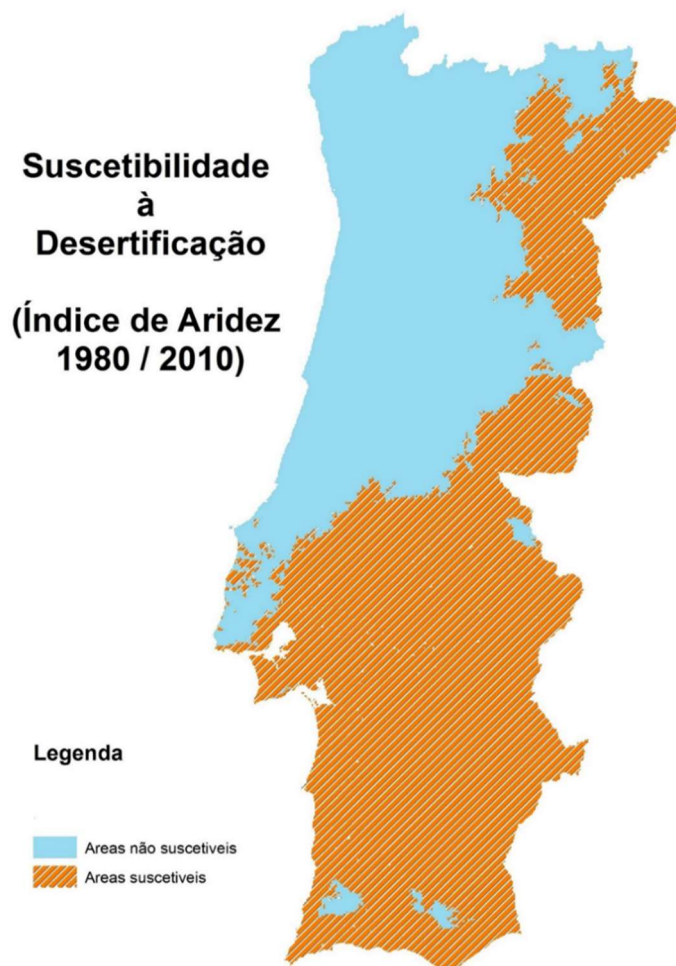 Suscetibilidade
à
Desertificação
(Índice de Aridez
1980 / 2010)
Legenda
Areas não suscetiveis
Areas suscetiveis